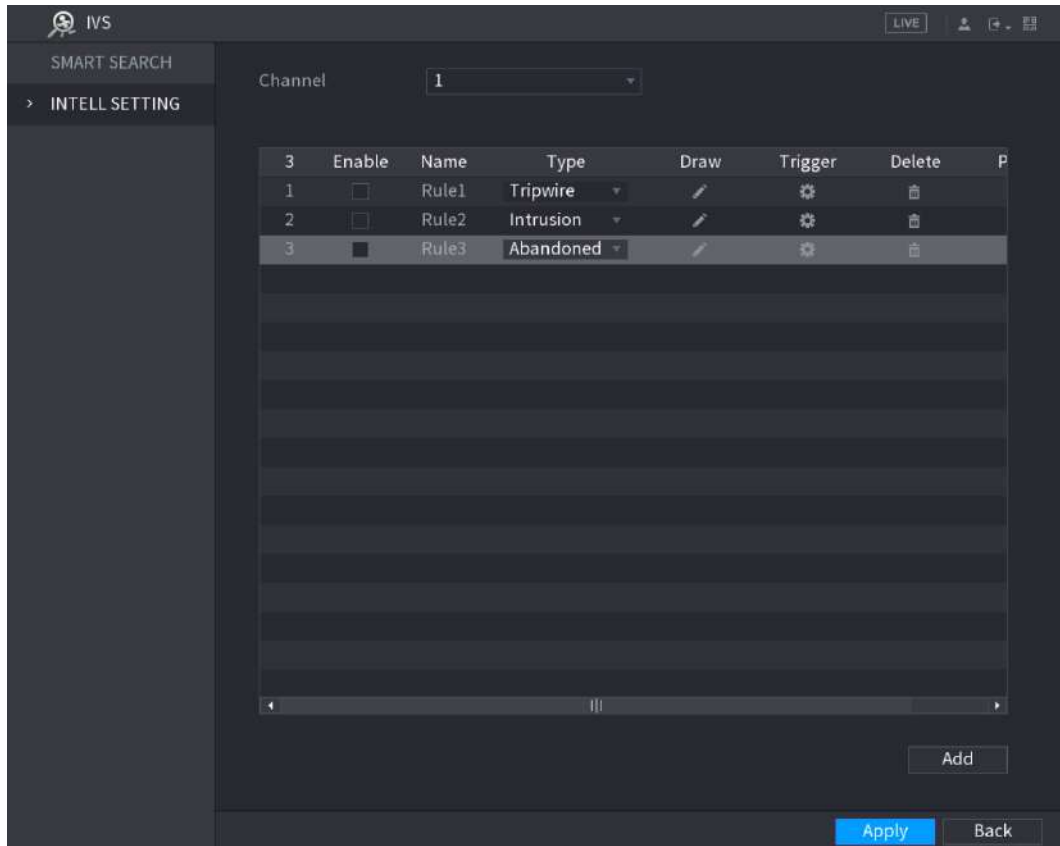 IVS LIVE
SMART SEARCH
Channel 1
> INTELL SETTING
3 Enable Name Type Draw Trigger Delete P
1 Rule1 Tripwire
2 Rule2 Intrusion
3 Rule3 Abandoned
Add
Apply Back